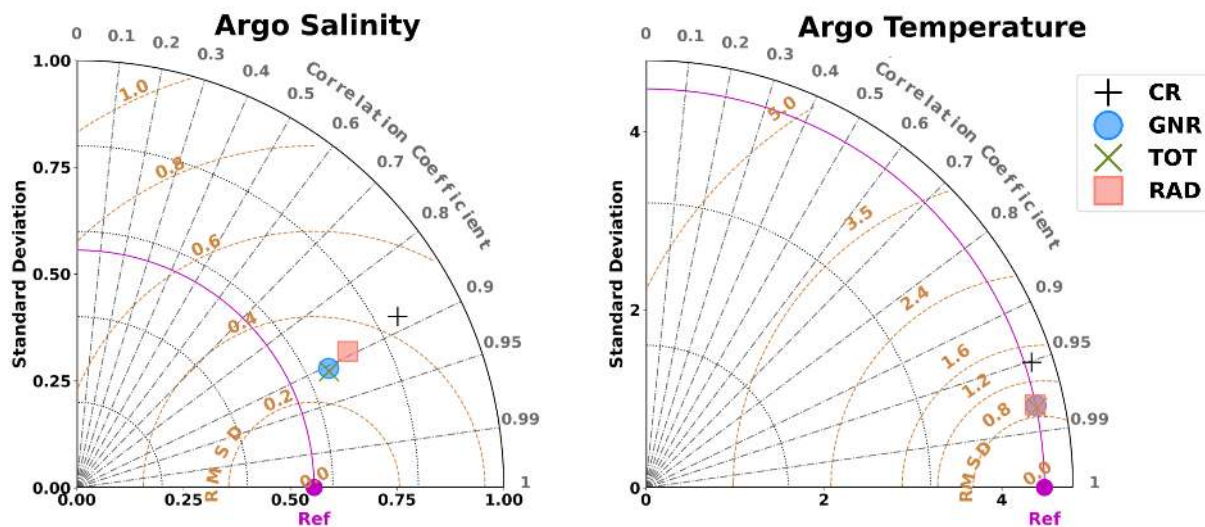 Argo Salinity
0 0.1 0.2 0.3 0.4 0.5 0.6 0.7 0.8 0.9 0.95 0.99 1
Correlation Coefficient
Standard Deviation
1.00
0.75
0.50
0.25
0.00
0.00 0.25 0.50 0.75 1.00
1.0
0.8
0.6
0.4
0.2
0.0
RMSD
Ref
Argo Temperature
0 0.1 0.2 0.3 0.4 0.5 0.6 0.7 0.8 0.9 0.95 0.99 1
Correlation Coefficient
Standard Deviation
4
2
0
0 2 4
5.0
3.5
2.4
1.6
1.2
0.8
0.0
RMSD
Ref
CR
GNR
TOT
RAD